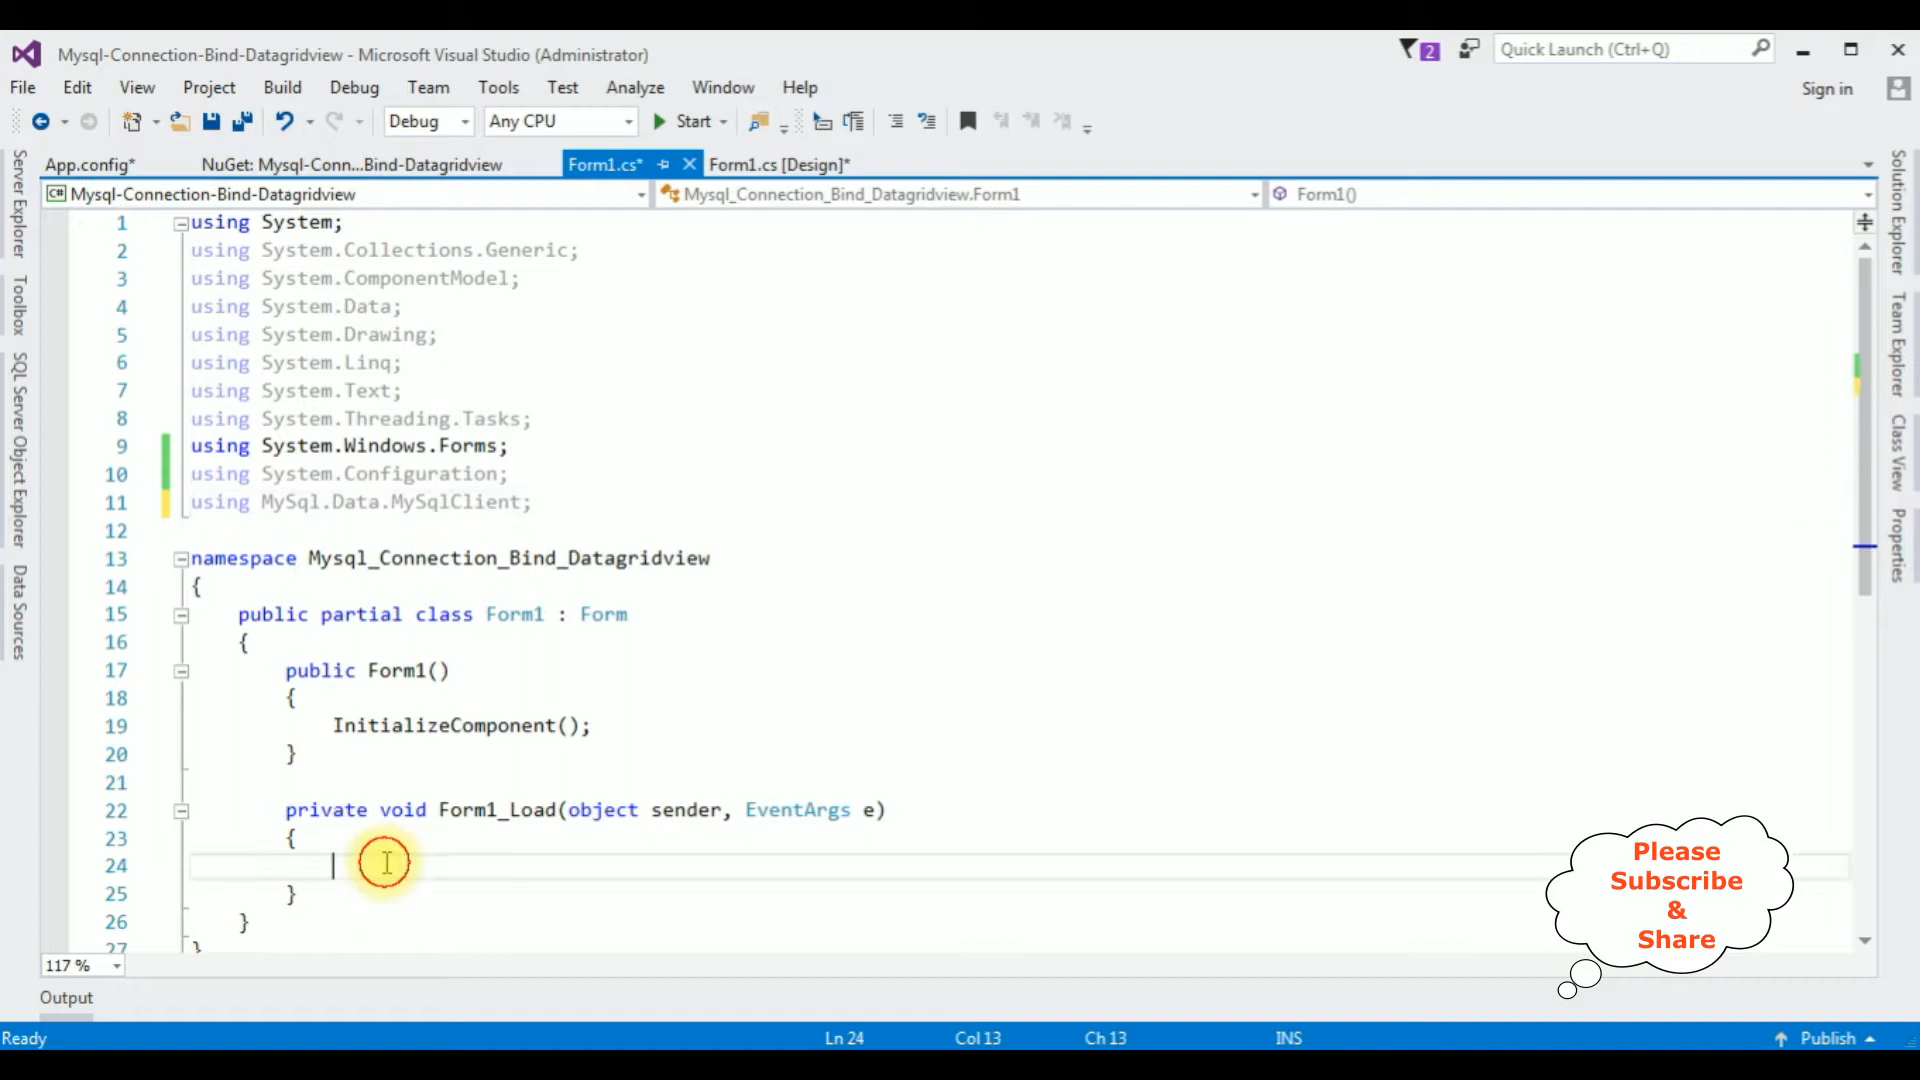 Mysql-Connection-Bind-Datagridview - Microsoft Visual Studio (Administrator)
2
Quick Launch (Ctrl+Q)
File Edit View Project Build Debug Team Tools Test Analyze Window Help
Sign in
Debug Any CPU Start
App.config* NuGet: Mysql-Conn...Bind-Datagridview Form1.cs* Form1.cs [Design]*
C# Mysql-Connection-Bind-Datagridview Mysql_Connection_Bind_Datagridview.Form1 Form1()
Server Explorer
Toolbox
SQL Server Object Explorer
Data Sources
1 using System;
2 using System.Collections.Generic;
3 using System.ComponentModel;
4 using System.Data;
5 using System.Drawing;
6 using System.Linq;
7 using System.Text;
8 using System.Threading.Tasks;
9 using System.Windows.Forms;
10 using System.Configuration;
11 using MySql.Data.MySqlClient;
12
13 namespace Mysql_Connection_Bind_Datagridview
14 {
15 public partial class Form1 : Form
16 {
17 public Form1()
18 {
19 InitializeComponent();
20 }
21
22 private void Form1_Load(object sender, EventArgs e)
23 {
24
25 }
26 }
27 }
Solution Explorer
Team Explorer
Class View
Properties
Please
Subscribe
&
Share
117 %
Output
Ready Ln 24 Col 13 Ch 13 INS Publish